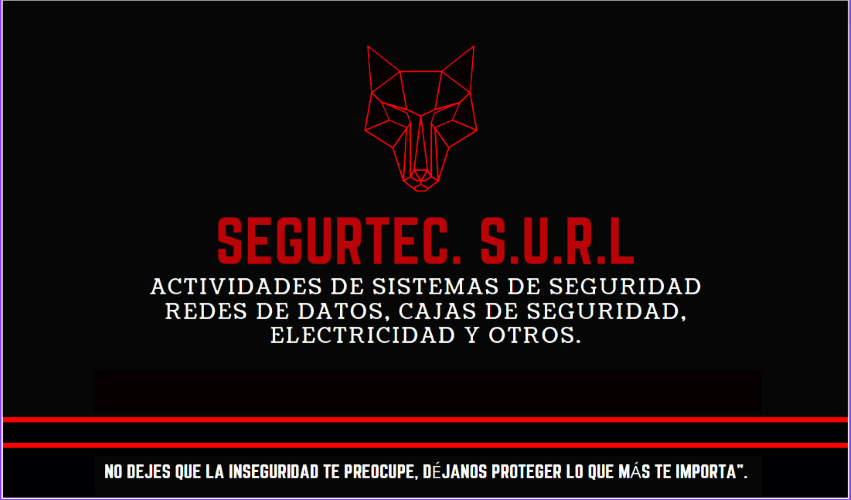 SEGURTEC. S.U.R.L
ACTIVIDADES DE SISTEMAS DE SEGURIDAD
REDES DE DATOS, CAJAS DE SEGURIDAD,
ELECTRICIDAD Y OTROS.
NO DEJES QUE LA INSEGURIDAD TE PREOCUPE, DÉJANOS PROTEGER LO QUE MÁS TE IMPORTA”.